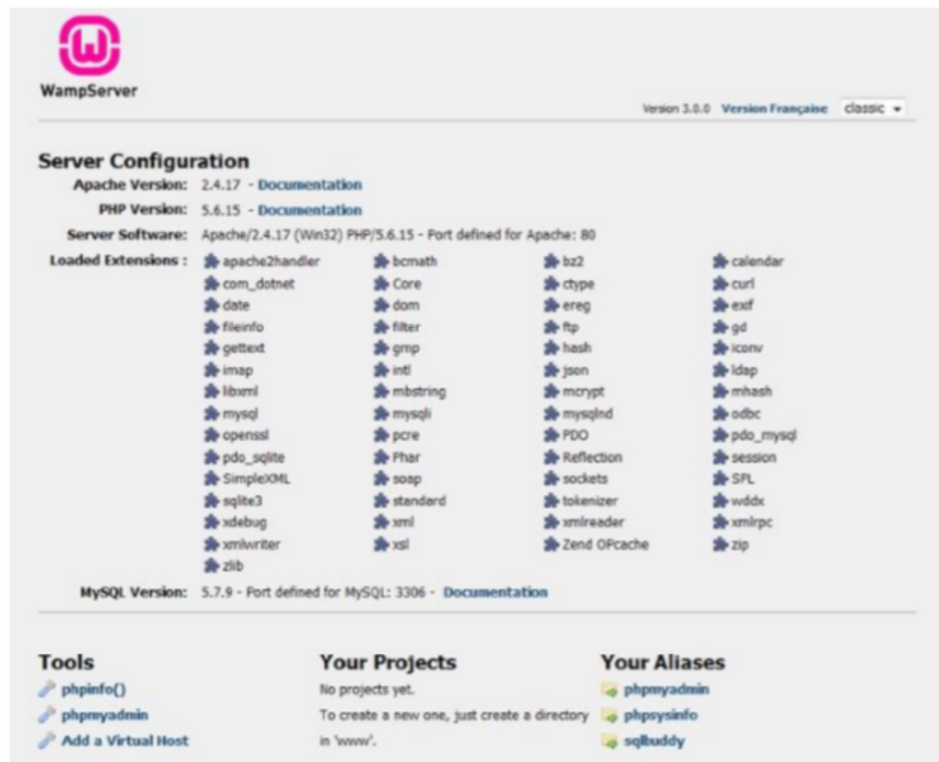 WampServer
Version 3.0.0 Version Française classic
Server Configuration
Apache Version: 2.4.17 - Documentation
PHP Version: 5.6.15 - Documentation
Server Software: Apache/2.4.17 (Win32) PHP/5.6.15 - Port defined for Apache: 80
Loaded Extensions : apache2handler bcmath bz2 calendar
com_dotnet Core ctype curl
date dom ereg exif
fileinfo filter ftp gd
gettext gmp hash iconv
imap intl json ldap
libxml mbstring mcrypt mhash
mysql mysqli mysqlnd odbc
openssl pcre PDO pdo_mysql
pdo_sqlite Phar Reflection session
SimpleXML soap sockets SPL
sqlite3 standard tokenizer wddx
xdebug xml xmlreader xmlrpc
xmlwriter xsl Zend OPcache zip
zlib
MySQL Version: 5.7.9 - Port defined for MySQL: 3306 - Documentation
Tools
phpinfo()
phpmyadmin
Add a Virtual Host
Your Projects
No projects yet.
To create a new one, just create a directory
in 'www'.
Your Aliases
phpmyadmin
phpsysinfo
sqlbuddy